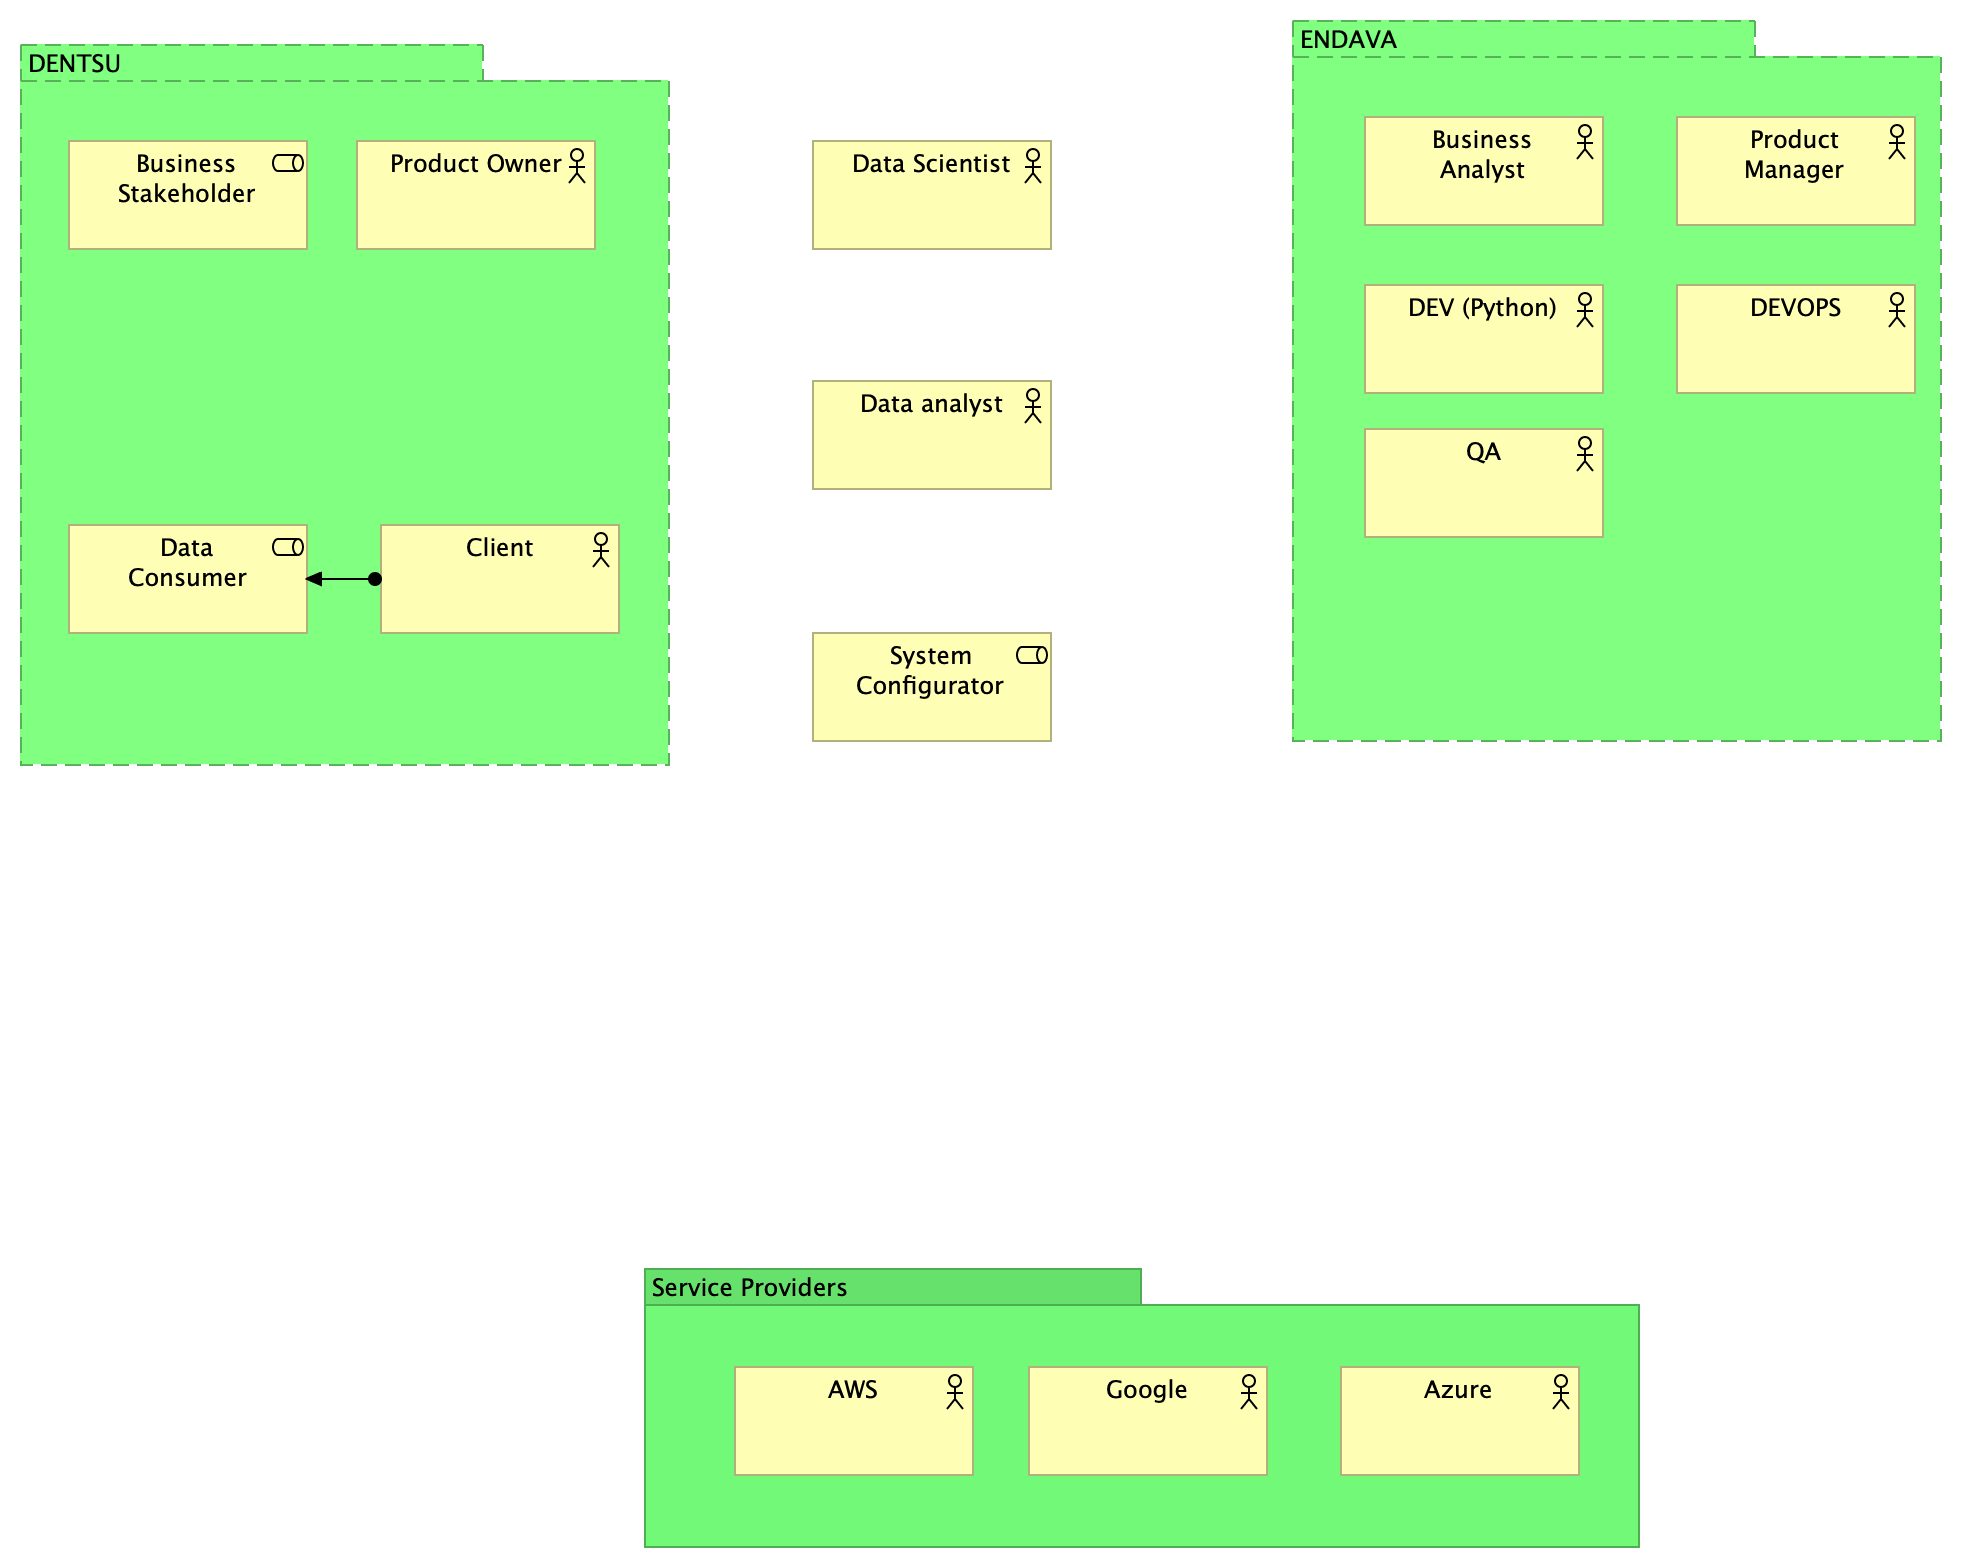 DENTSU
Business
Stakeholder
Product Owner
Data
Consumer
Client
Data Scientist
Data analyst
System
Configurator
ENDAVA
Business
Analyst
Product
Manager
DEV (Python)
DEVOPS
QA
Service Providers
AWS
Google
Azure